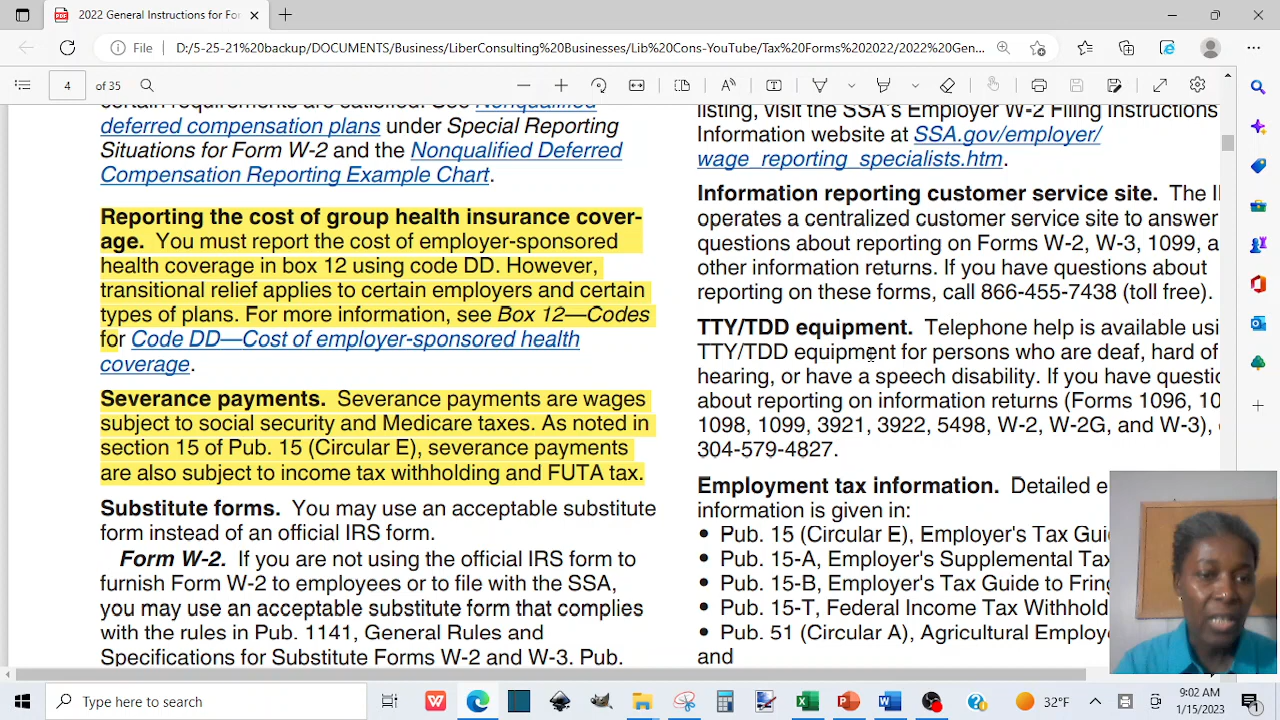 2022 General Instructions for For
File
D:/5-25-21%20backup/DOCUMENTS/Business/LiberConsulting%20Businesses/Lib%20Cons-YouTube/Tax%20Forms%202022/2022%20Gen...
4 of 35
certain requirements are satisfied. See Nonqualified
deferred compensation plans under Special Reporting
Situations for Form W-2 and the Nonqualified Deferred
Compensation Reporting Example Chart.
Reporting the cost of group health insurance cover-
age. You must report the cost of employer-sponsored
health coverage in box 12 using code DD. However,
transitional relief applies to certain employers and certain
types of plans. For more information, see Box 12—Codes
for Code DD—Cost of employer-sponsored health
coverage.
Severance payments. Severance payments are wages
subject to social security and Medicare taxes. As noted in
section 15 of Pub. 15 (Circular E), severance payments
are also subject to income tax withholding and FUTA tax.
Substitute forms. You may use an acceptable substitute
form instead of an official IRS form.
Form W-2. If you are not using the official IRS form to
furnish Form W-2 to employees or to file with the SSA,
you may use an acceptable substitute form that complies
with the rules in Pub. 1141, General Rules and
Specifications for Substitute Forms W-2 and W-3. Pub.
listing, visit the SSA's Employer W-2 Filing Instructions
Information website at SSA.gov/employer/
wage_reporting_specialists.htm.
Information reporting customer service site. The I
operates a centralized customer service site to answer
questions about reporting on Forms W-2, W-3, 1099, a
other information returns. If you have questions about
reporting on these forms, call 866-455-7438 (toll free).
TTY/TDD equipment. Telephone help is available usi
TTY/TDD equipment for persons who are deaf, hard of
hearing, or have a speech disability. If you have questic
about reporting on information returns (Forms 1096, 10
1098, 1099, 3921, 3922, 5498, W-2, W-2G, and W-3),
304-579-4827.
Employment tax information. Detailed e
information is given in:
• Pub. 15 (Circular E), Employer's Tax Gui
• Pub. 15-A, Employer's Supplemental Tax
• Pub. 15-B, Employer's Tax Guide to Frin
• Pub. 15-T, Federal Income Tax Withhold
• Pub. 51 (Circular A), Agricultural Employe
and
Type here to search
32°F
9:02 AM
1/15/2023